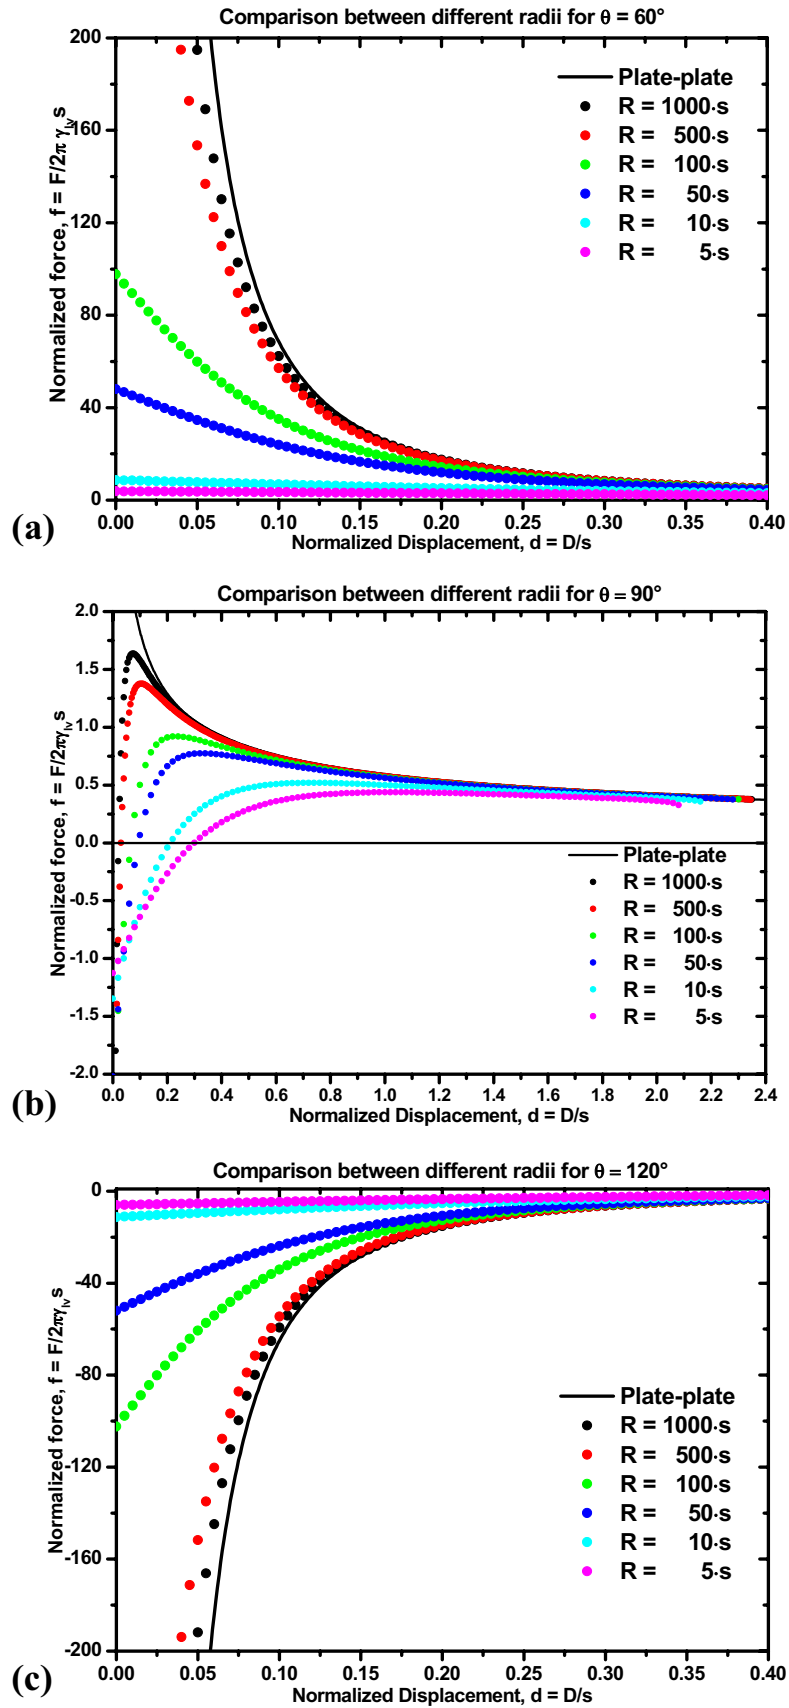 Comparison between different radii for θ = 60°
Normalized force, f = F/2π γlv s
200
160
120
80
40
0
Plate-plate
R = 1000·s
R = 500·s
R = 100·s
R = 50·s
R = 10·s
R = 5·s
0.00 0.05 0.10 0.15 0.20 0.25 0.30 0.35 0.40
Normalized Displacement, d = D/s
(a)
Comparison between different radii for θ = 90°
Normalized force, f = F/2πγlvs
2.0
1.5
1.0
0.5
0.0
-0.5
-1.0
-1.5
-2.0
Plate-plate
R = 1000·s
R = 500·s
R = 100·s
R = 50·s
R = 10·s
R = 5·s
0.0 0.2 0.4 0.6 0.8 1.0 1.2 1.4 1.6 1.8 2.0 2.2 2.4
Normalized Displacement, d = D/s
(b)
Comparison between different radii for θ = 120°
Normalized force, f = F/2πγlvs
0
-40
-80
-120
-160
-200
Plate-plate
R = 1000·s
R = 500·s
R = 100·s
R = 50·s
R = 10·s
R = 5·s
0.00 0.05 0.10 0.15 0.20 0.25 0.30 0.35 0.40
Normalized Displacement, d = D/s
(c)